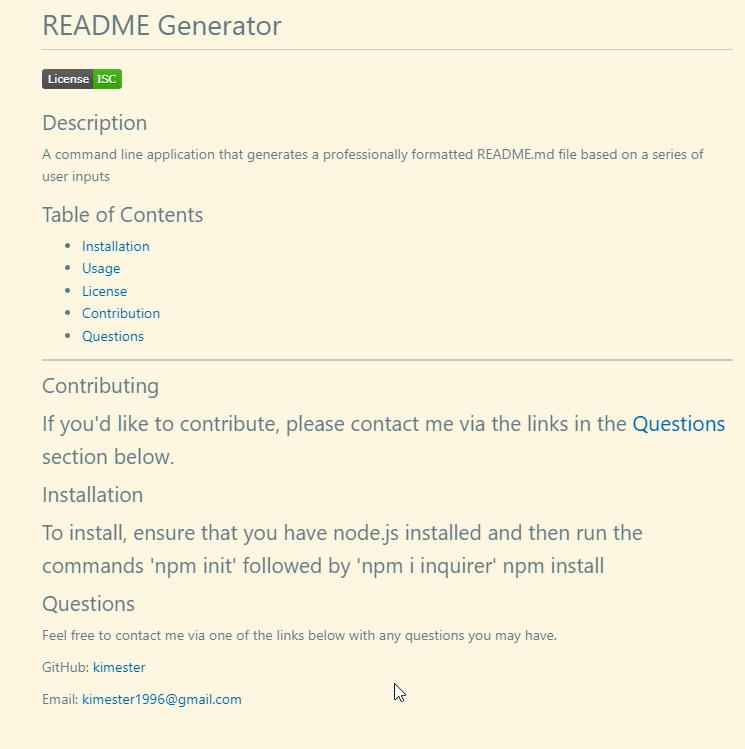 README Generator
License ISC
Description
A command line application that generates a professionally formatted README.md file based on a series of
user inputs
Table of Contents
Installation
Usage
License
Contribution
Questions
Contributing
If you'd like to contribute, please contact me via the links in the Questions
section below.
Installation
To install, ensure that you have node.js installed and then run the
commands 'npm init' followed by 'npm i inquirer' npm install
Questions
Feel free to contact me via one of the links below with any questions you may have.
GitHub: kimester
Email: kimester1996@gmail.com